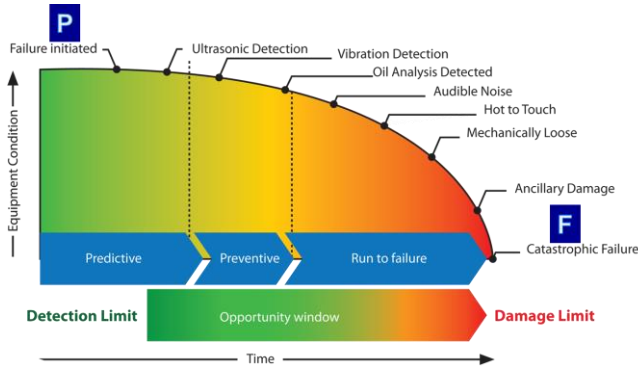 P
Failure initiated
Ultrasonic Detection
Vibration Detection
Oil Analysis Detected
Audible Noise
Hot to Touch
Mechanically Loose
Ancillary Damage
F
Catastrophic Failure
Equipment Condition
Predictive
Preventive
Run to failure
Detection Limit
Opportunity window
Damage Limit
Time